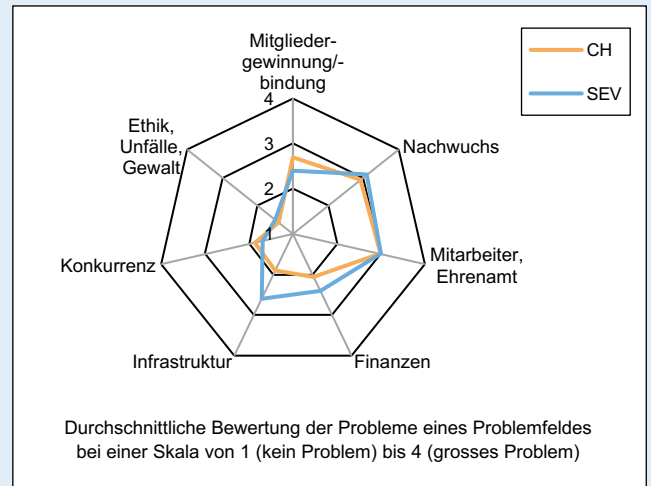 Mitglieder-
gewinnung/-
bindung
CH
SEV
4
3
2
1
Ethik,
Unfälle,
Gewalt
Nachwuchs
Konkurrenz
Mitarbeiter,
Ehrenamt
Infrastruktur
Finanzen
Durchschnittliche Bewertung der Probleme eines Problemfeldes
bei einer Skala von 1 (kein Problem) bis 4 (grosses Problem)